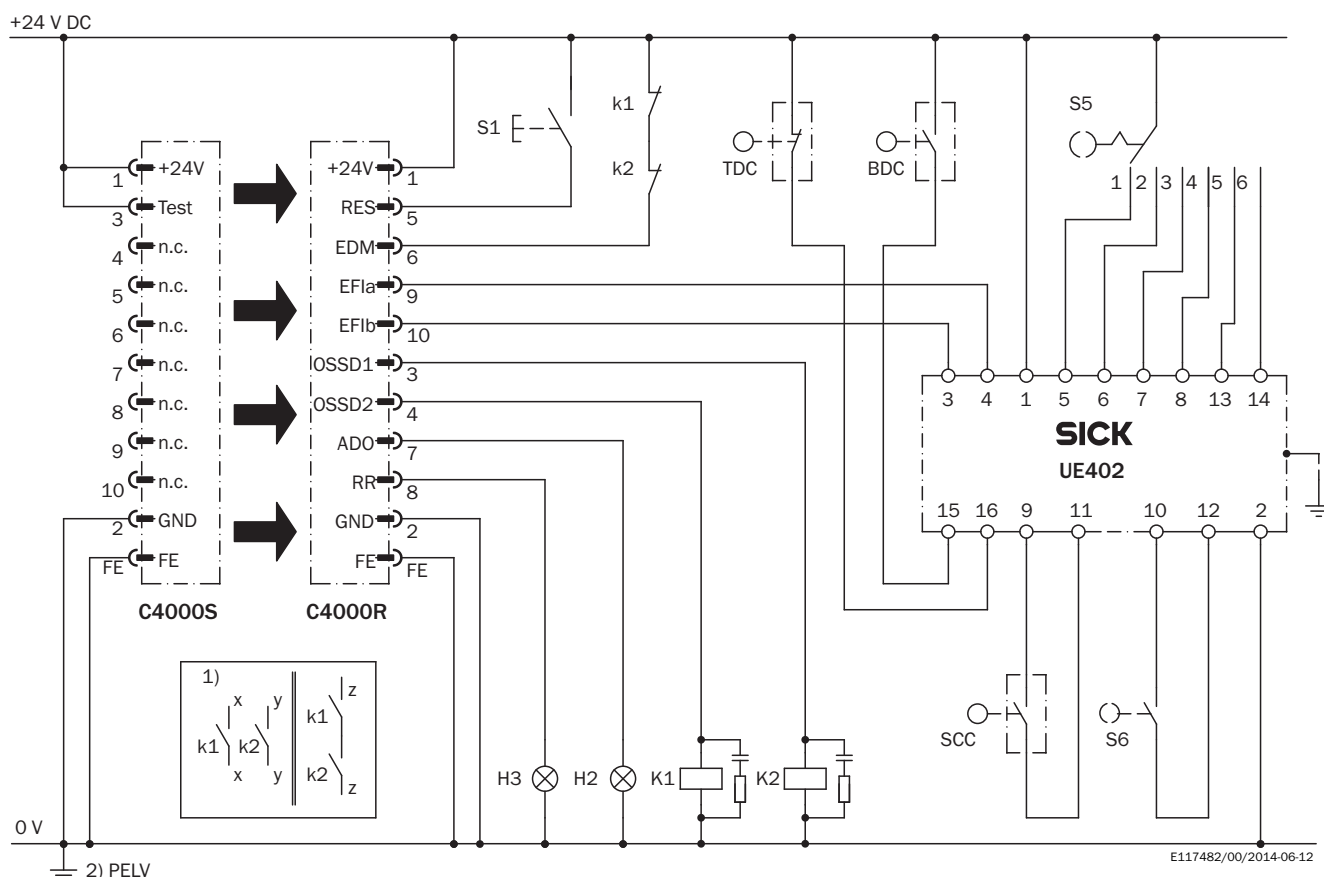 +24 V DC
S1
k1
k2
TDC
BDC
S5
1 2 3 4 5 6
1 +24V
3 Test
4 n.c.
5 n.c.
6 n.c.
7 n.c.
8 n.c.
9 n.c.
10 n.c.
2 GND
FE FE
C4000S
+24V 1
RES 5
EDM 6
EFIa 9
EFIb 10
OSSD1 3
OSSD2 4
ADO 7
RR 8
GND 2
FE FE
C4000R
3 4 1 5 6 7 8 13 14
SICK
UE402
15 16 9 11 10 12 2
1)
x y z
k1 k2 k1
x y k2 z
H3
H2
K1
K2
SCC
S6
0 V
2) PELV
E117482/00/2014-06-12